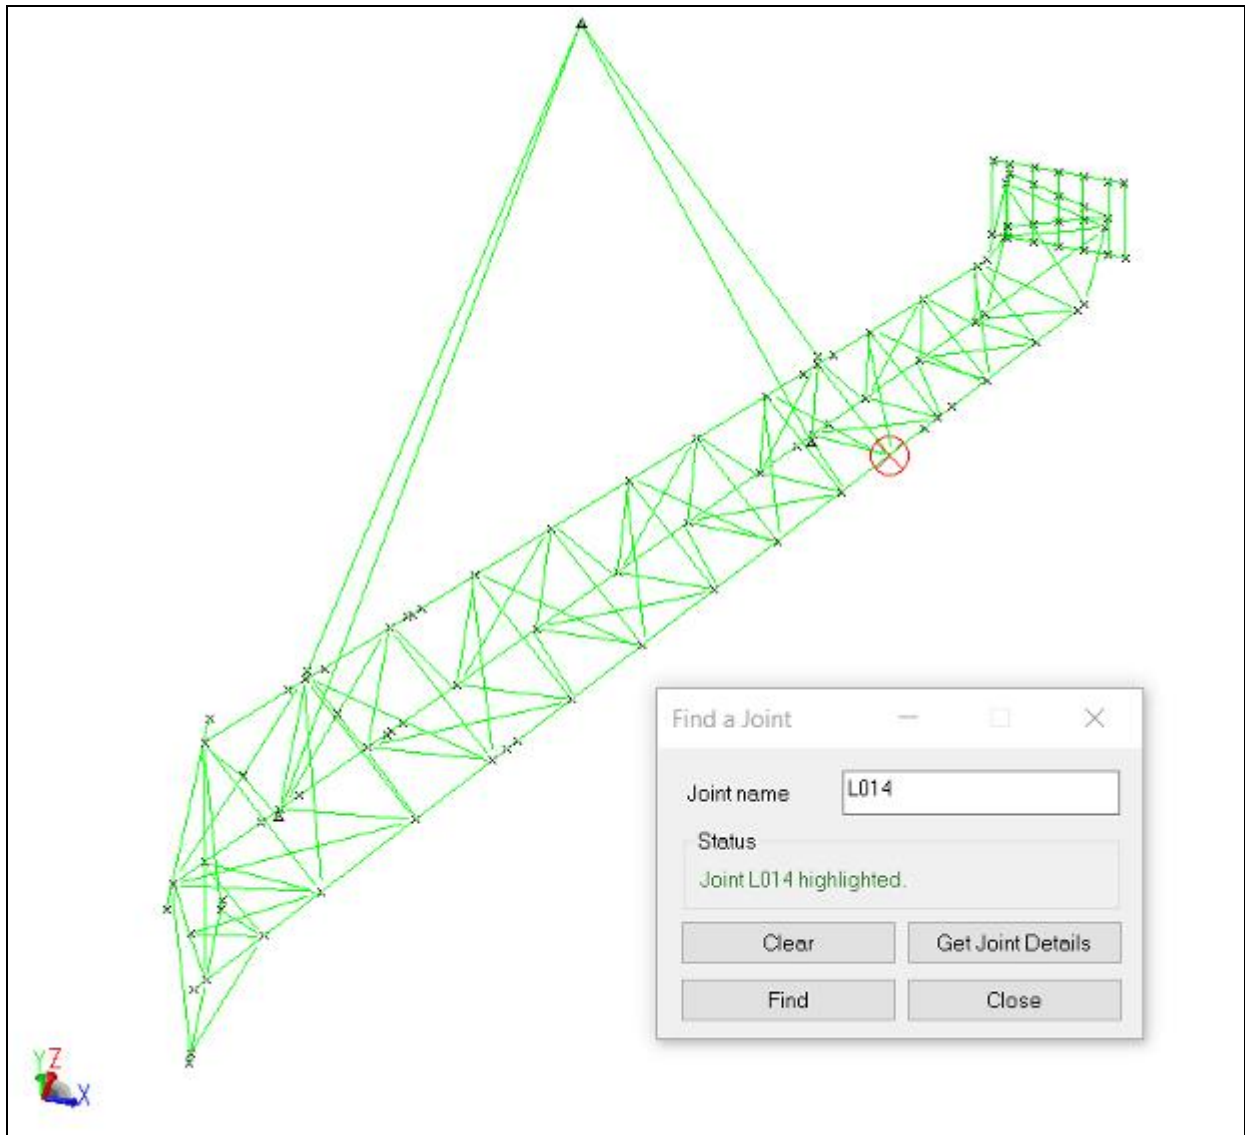 Find a Joint
Joint name
L014
Status
Joint L014 highlighted.
Clear
Get Joint Details
Find
Close
Y Z
X